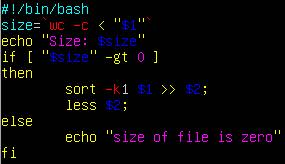 #!/bin/bash
size=`wc -c < "$1"`
echo "Size: $size"
if [ "$size" -gt 0 ]
then
sort -k1 $1 >> $2;
less $2;
else
echo "size of file is zero"
fi